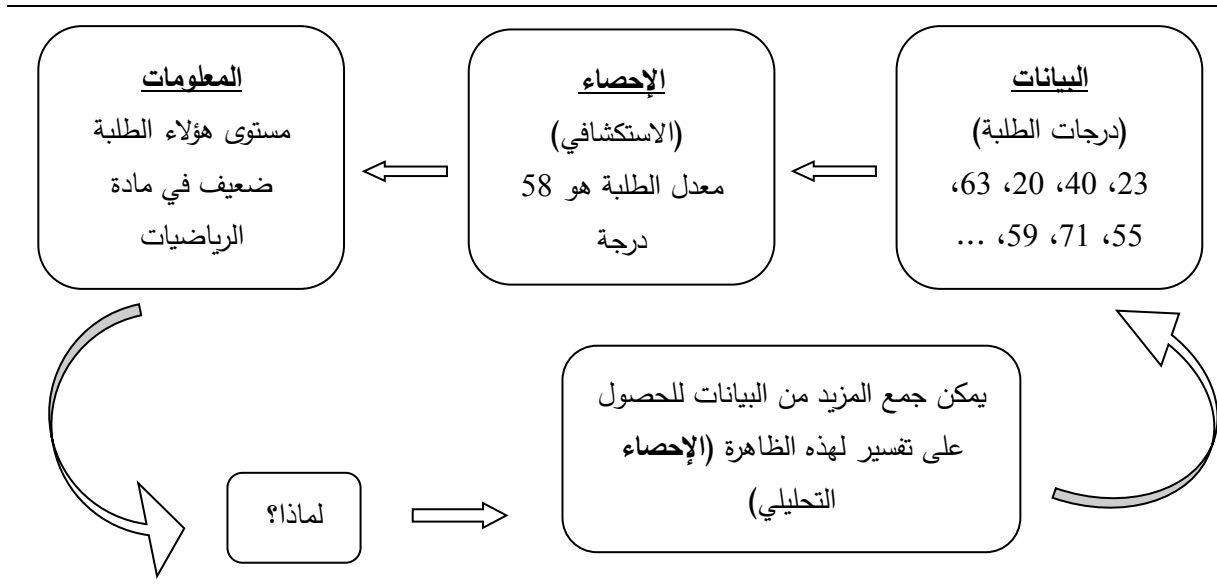 البيانات
(درجات الطلبة)
23، 40، 20، 63،
55، 71، 59، ...
الإحصاء
(الاستكشافي)
معدل الطلبة هو 58
درجة
المعلومات
مستوى هؤلاء الطلبة
ضعيف في مادة
الرياضيات
لماذا؟
يمكن جمع المزيد من البيانات للحصول
على تفسير لهذه الظاهرة (الإحصاء
التحليلي)